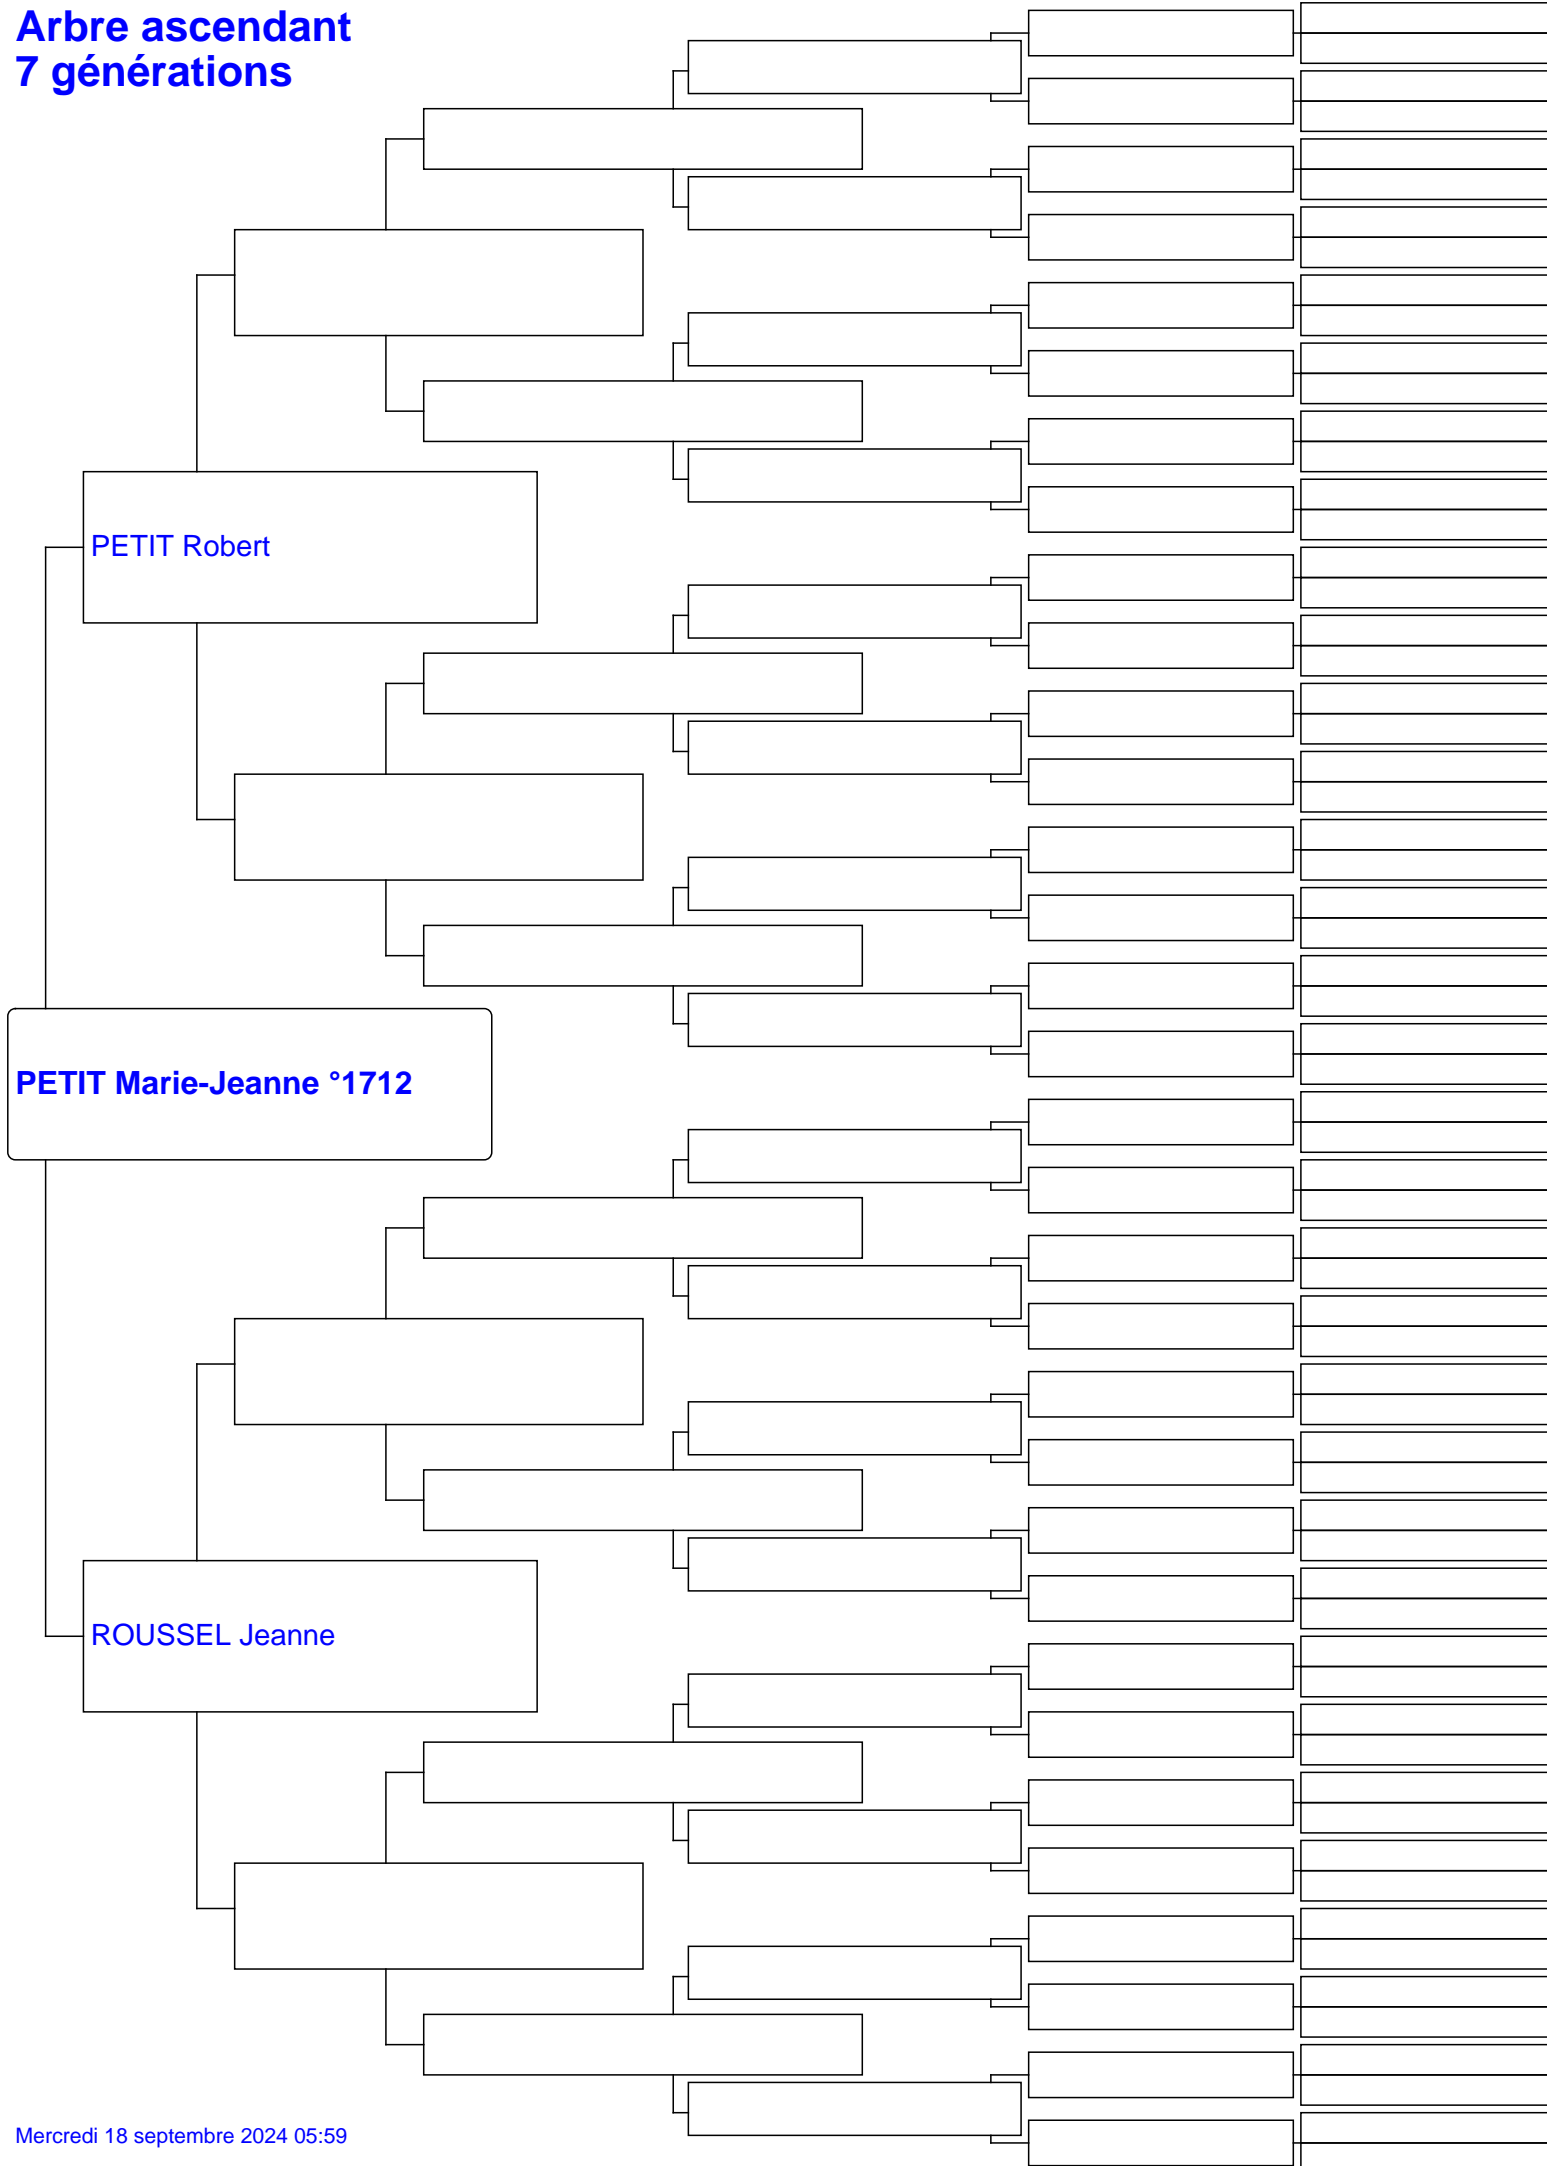 Arbre ascendant
7 générations
PETIT Robert
PETIT Marie-Jeanne °1712
ROUSSEL Jeanne
Mercredi 18 septembre 2024 05:59